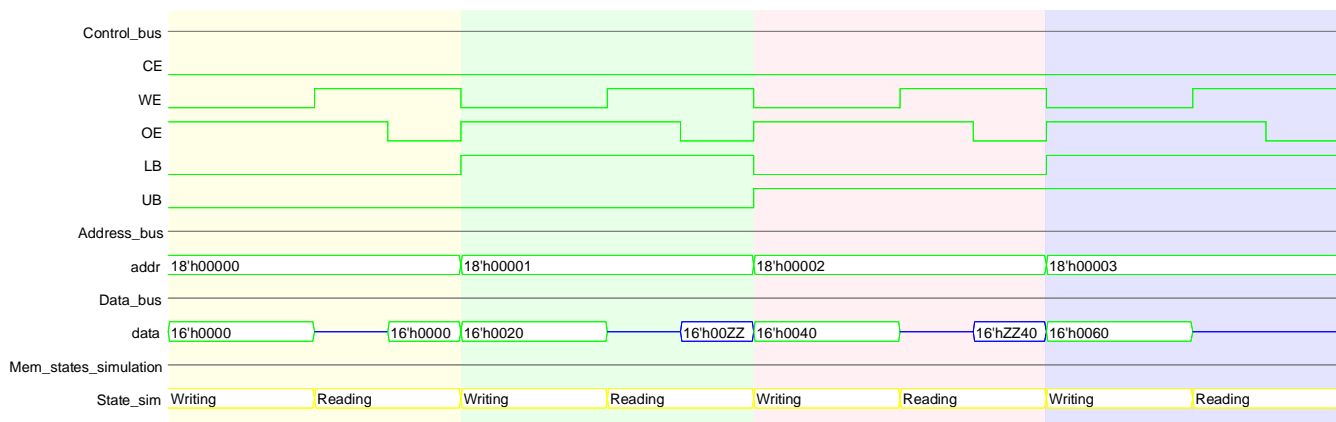 Control_bus
CE
WE
OE
LB
UB
Address_bus
addr 18'h00000 18'h00001 18'h00002 18'h00003
Data_bus
data 16'h0000 16'h0000 16'h0020 16'h00ZZ 16'h0040 16'hZZ40 16'h0060
Mem_states_simulation
State_sim Writing Reading Writing Reading Writing Reading Writing Reading